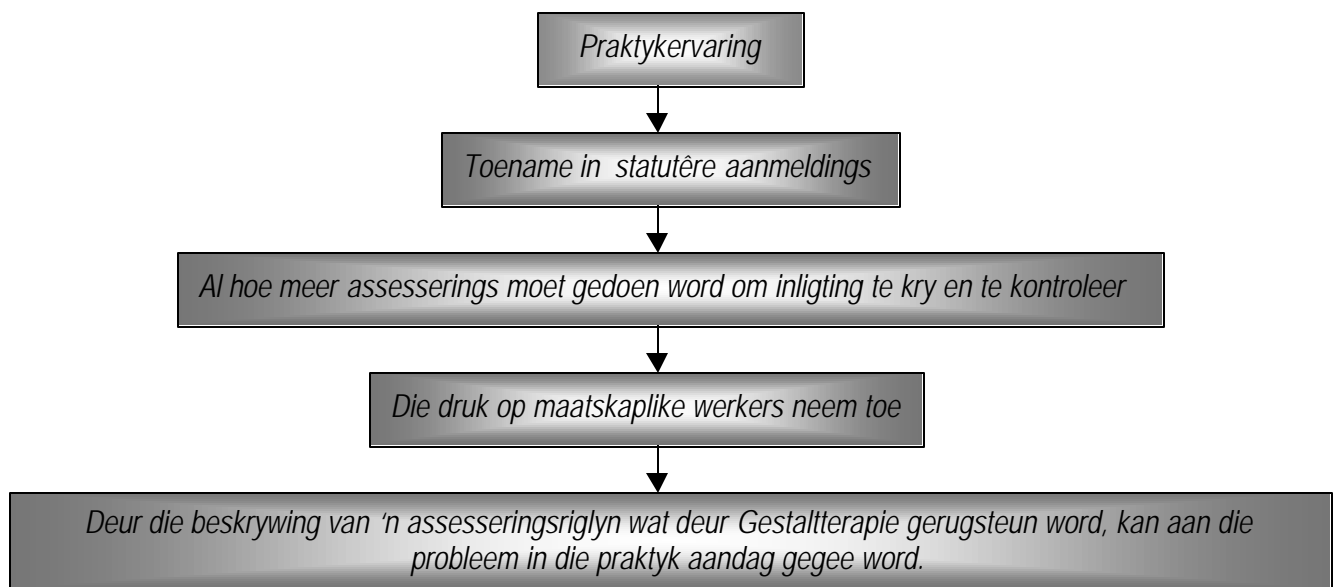 Praktykervaring
Toename in statutêre aanmeldings
Al hoe meer assesserings moet gedoen word om inligting te kry en te kontroleer
Die druk op maatskaplike werkers neem toe
Deur die beskrywing van ‘n assesseringsriglyn wat deur Gestaltterapie gerugsteun word, kan aan die
probleem in die praktyk aandag gegee word.